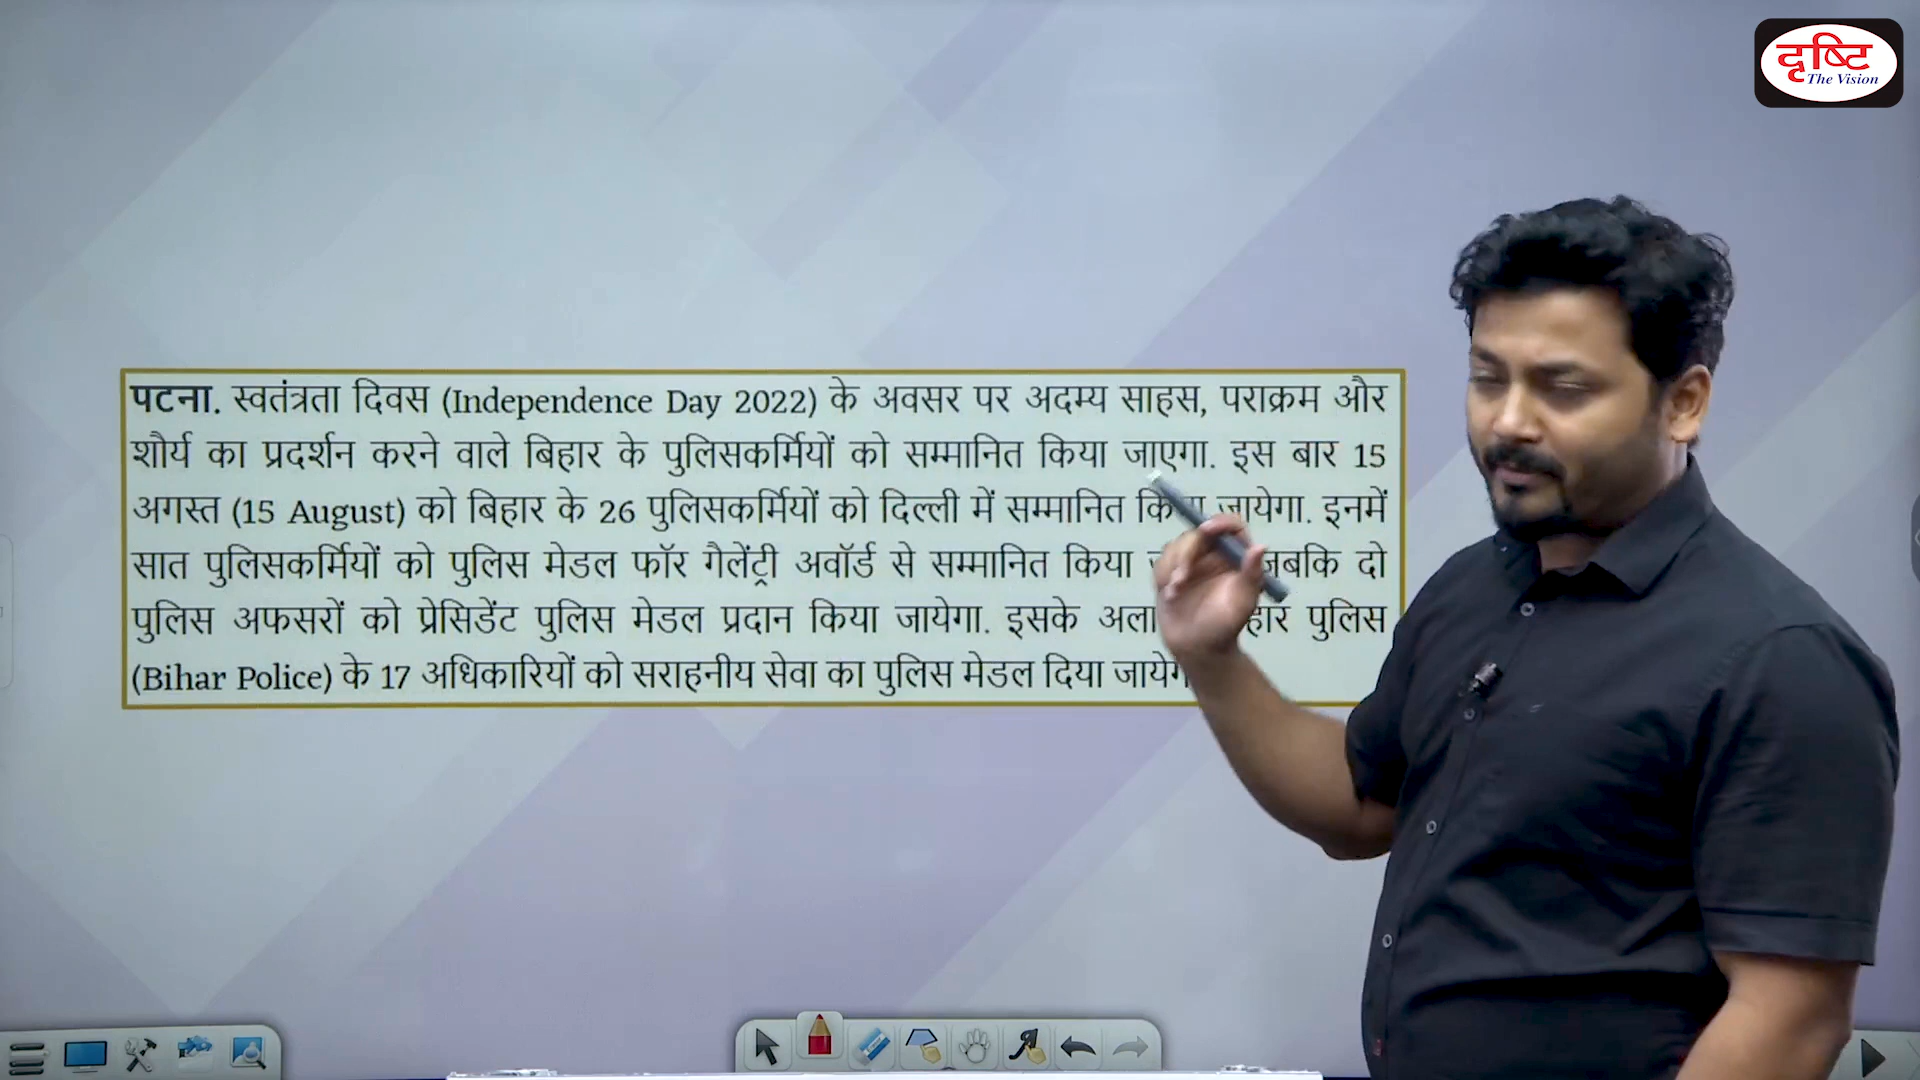 दृष्टि
The Vision
पटना. स्वतंत्रता दिवस (Independence Day 2022) के अवसर पर अदम्य साहस, पराक्रम और
शौर्य का प्रदर्शन करने वाले बिहार के पुलिसकर्मियों को सम्मानित किया जाएगा. इस बार 15
अगस्त (15 August) को बिहार के 26 पुलिसकर्मियों को दिल्ली में सम्मानित जायेगा. इनमें
सात पुलिसकर्मियों को पुलिस मेडल फॉर गैलेंट्री अवॉर्ड से सम्मानित किया जबकि दो
पुलिस अफसरों को प्रेसिडेंट पुलिस मेडल प्रदान किया जायेगा. इसके पुलिस
(Bihar Police) के 17 अधिकारियों को सराहनीय सेवा का पुलिस मेडल दिया